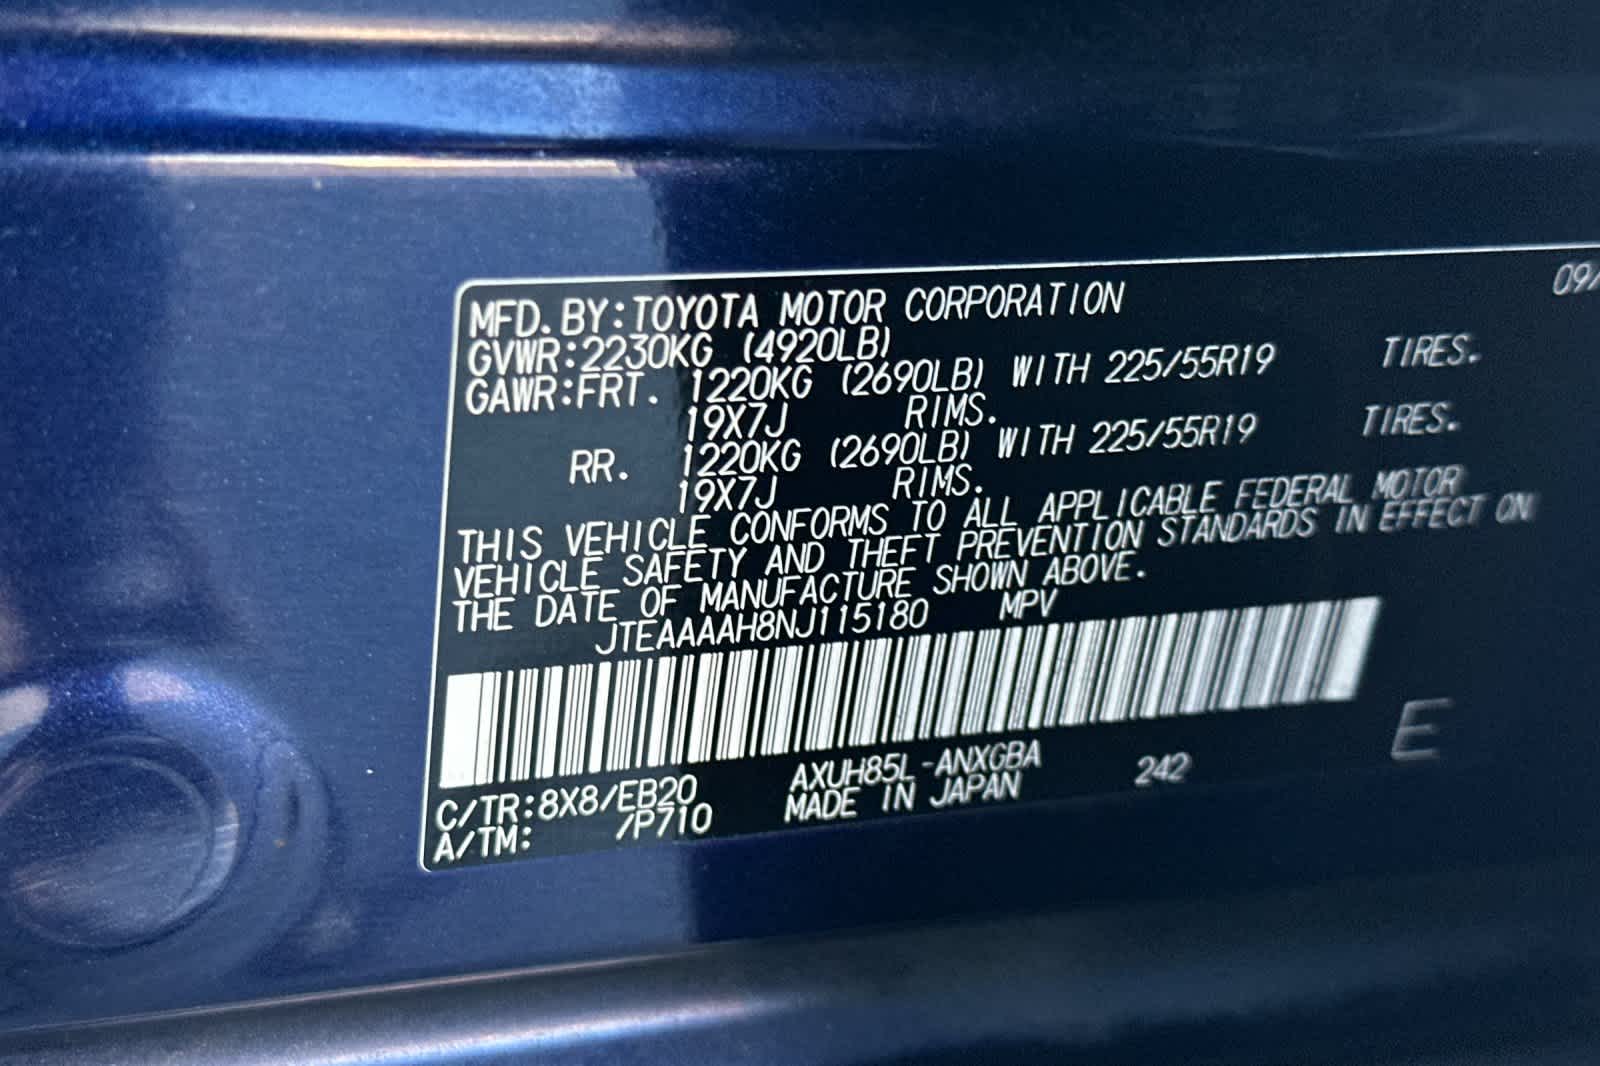 09/
MFD. BY: TOYOTA MOTOR CORPORATION
GVWR: 2230KG (4920LB)
GAWR: FRT. 1220KG (2690LB) WITH 225/55R19 TIRES.
19X7J RIMS.
RR. 1220KG (2690LB) WITH 225/55R19 TIRES.
19X7J RIMS.
THIS VEHICLE CONFORMS TO ALL APPLICABLE FEDERAL MOTOR
VEHICLE SAFETY AND THEFT PREVENTION STANDARDS IN EFFECT ON
THE DATE OF MANUFACTURE SHOWN ABOVE.
JTEAAAAH8NJ115180 MPV
C/TR: 8X8/EB20 AXUH85L-ANXGBA 242 E
A/TM: /P710 MADE IN JAPAN